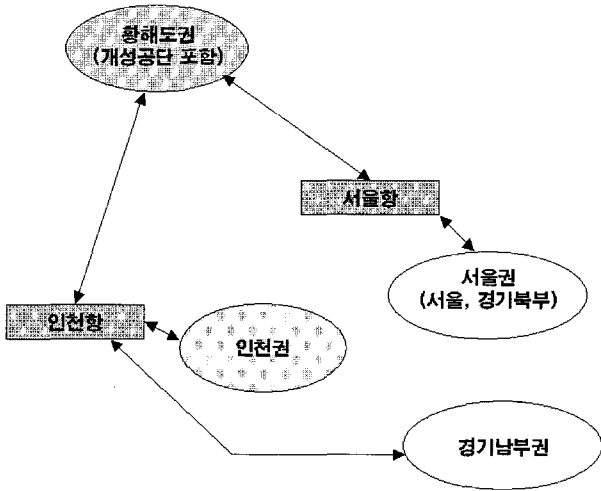 황해도권
(개성공단 포함)
서울항
서울권
(서울, 경기북부)
인천항
인천권
경기남부권